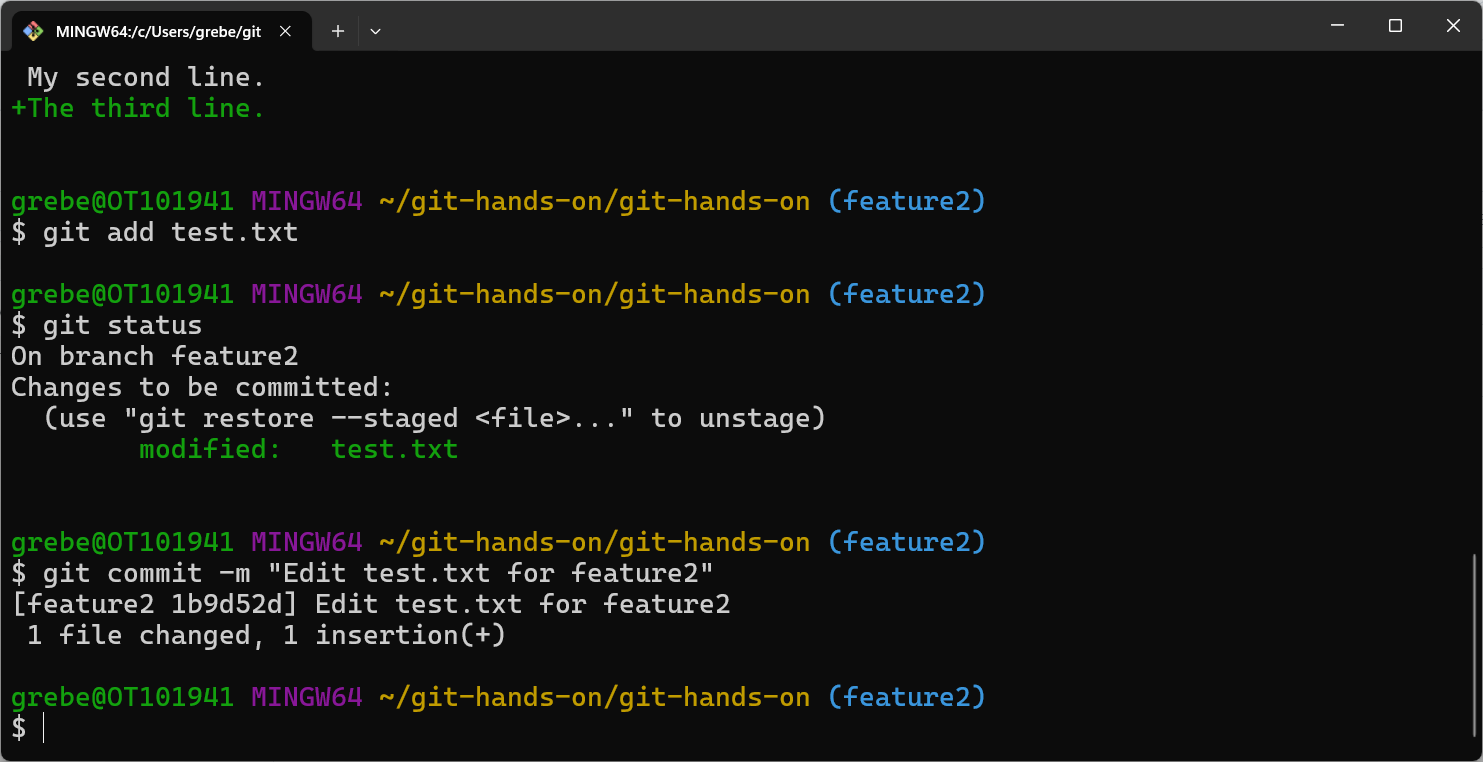 MINGW64:/c/Users/grebe/git
 My second line.
+The third line.
grebe@OT101941 MINGW64 ~/git-hands-on/git-hands-on (feature2)
$ git add test.txt
grebe@OT101941 MINGW64 ~/git-hands-on/git-hands-on (feature2)
$ git status
On branch feature2
Changes to be committed:
  (use "git restore --staged <file>..." to unstage)
        modified:   test.txt
grebe@OT101941 MINGW64 ~/git-hands-on/git-hands-on (feature2)
$ git commit -m "Edit test.txt for feature2"
[feature2 1b9d52d] Edit test.txt for feature2
 1 file changed, 1 insertion(+)
grebe@OT101941 MINGW64 ~/git-hands-on/git-hands-on (feature2)
$